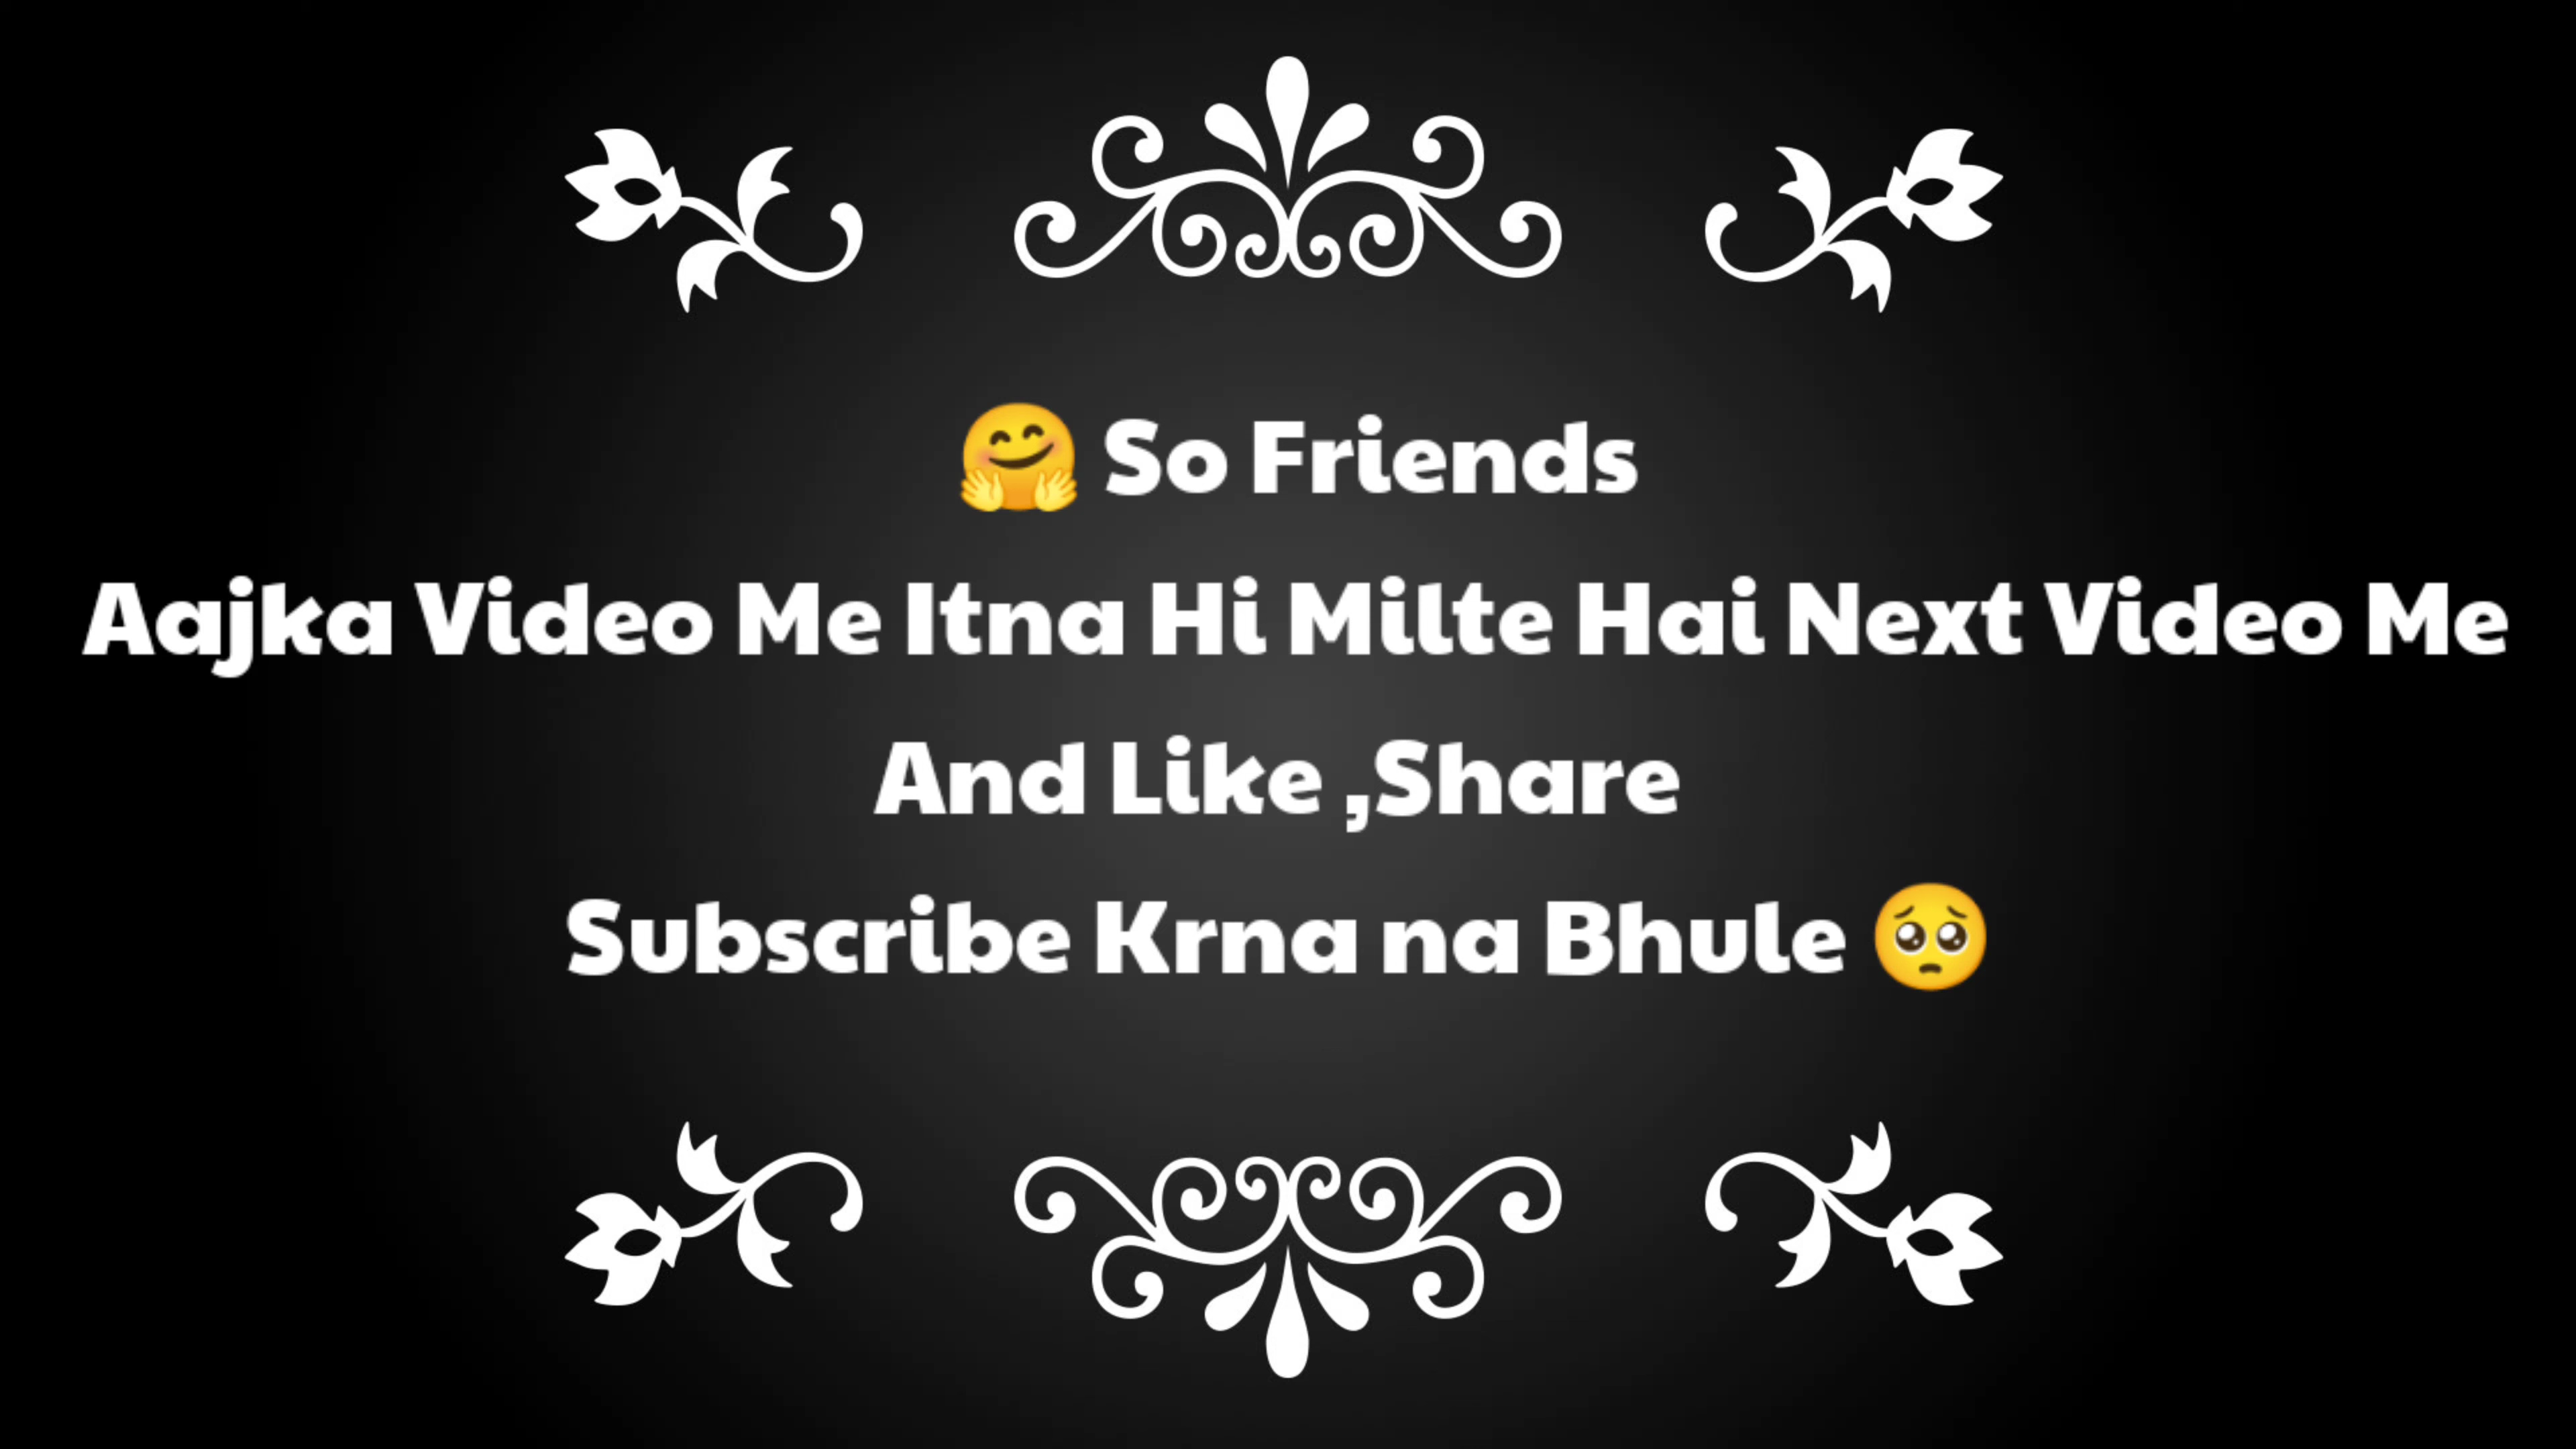 🤗 So Friends
Aajka Video Me Itna Hi Milte Hai Next Video Me
And Like ,Share
Subscribe Krna na Bhule 🥺